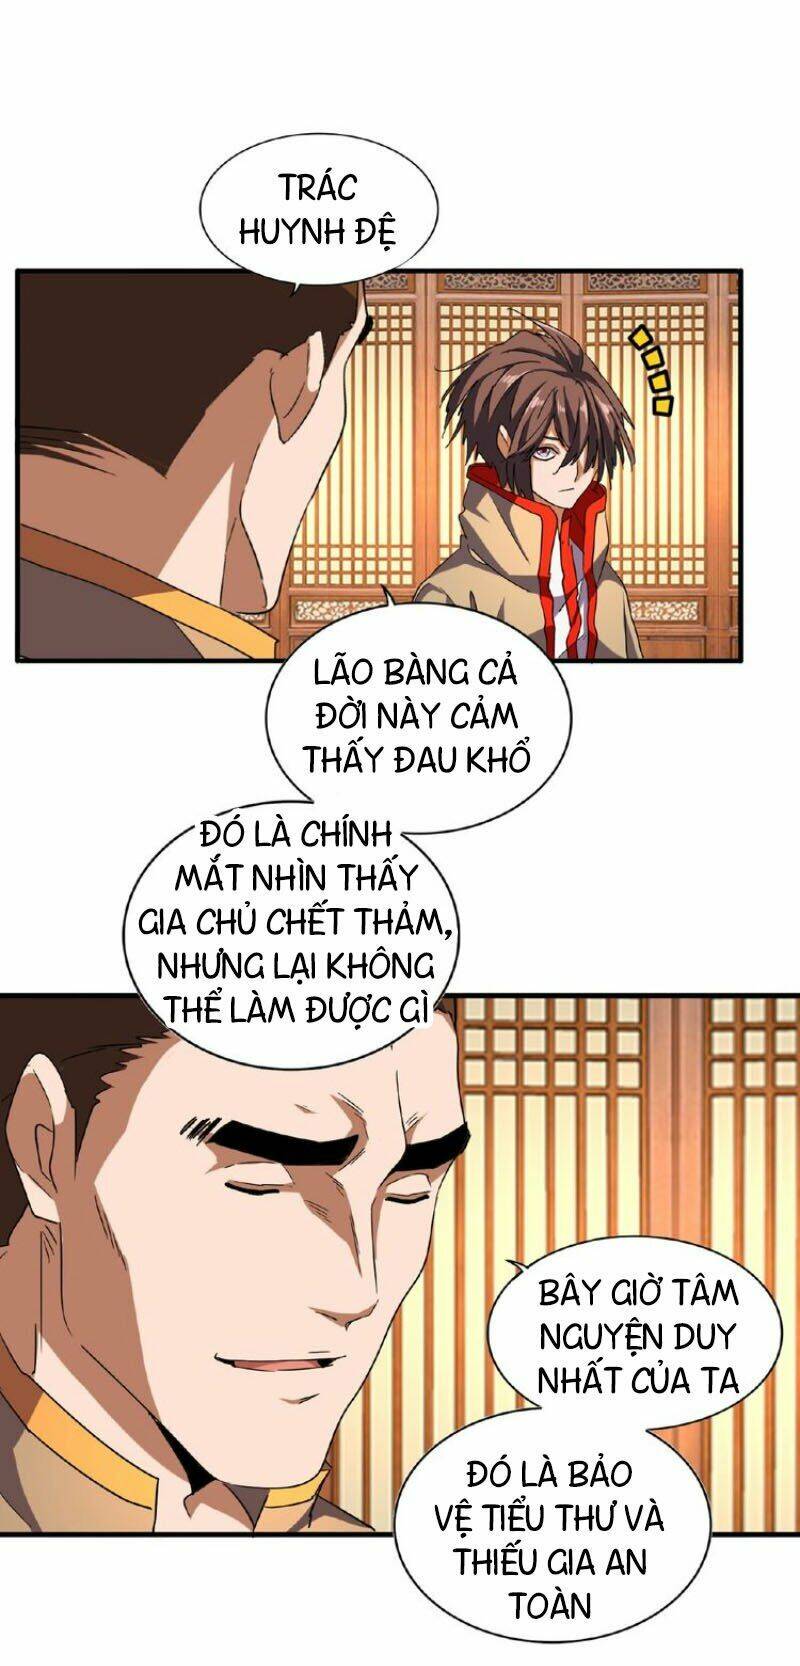 TRÁC
HUYNH ĐỆ
LÃO BÀNG CẢ
ĐỜI NÀY CẢM
THẤY ĐAU KHỔ
ĐÓ LÀ CHÍNH
MẮT NHÌN THẤY
GIA CHỦ CHẾT THẢM,
NHƯNG LẠI KHÔNG
THỂ LÀM ĐƯỢC GÌ
BÂY GIỜ TÂM
NGUYỆN DUY
NHẤT CỦA TA
ĐÓ LÀ BẢO
VỆ TIỂU THƯ VÀ
THIẾU GIA AN
TOÀN